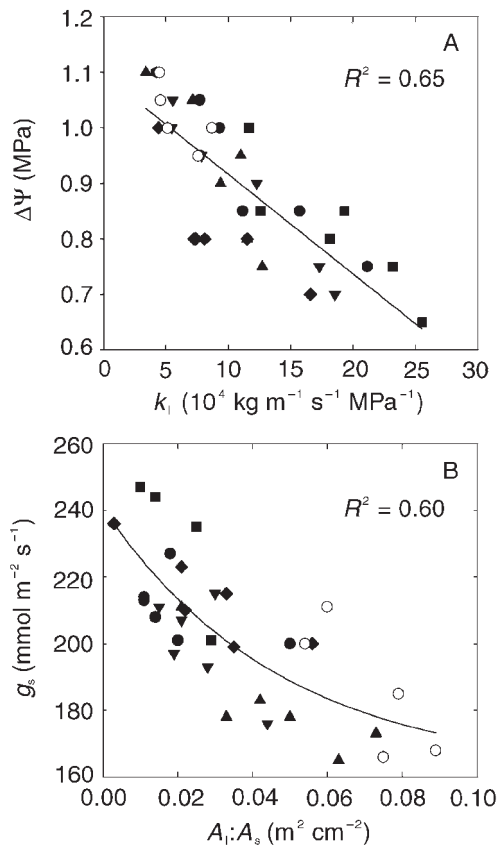 A
R² = 0.65
1.2
1.1
1.0
0.9
0.8
0.7
0.6
ΔΨ (MPa)
0 5 10 15 20 25 30
kₗ (10⁴ kg m⁻¹ s⁻¹ MPa⁻¹)
B
R² = 0.60
260
240
220
200
180
160
gₛ (mmol m⁻² s⁻¹)
0.00 0.02 0.04 0.06 0.08 0.10
Aₗ:Aₛ (m² cm⁻²)